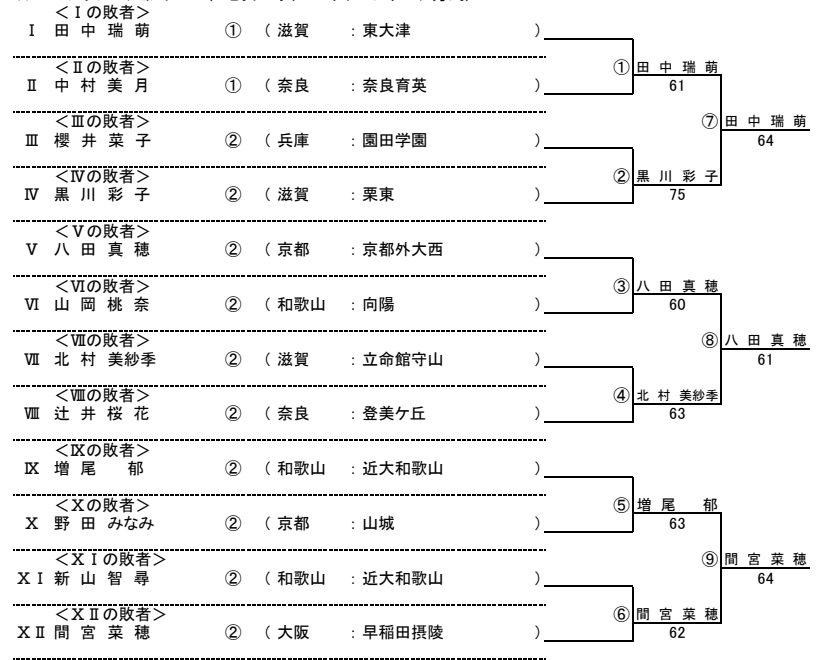 ＜Ⅰの敗者＞
Ⅰ 田 中 瑞 萌 ① （ 滋賀 ： 東大津 ）
① 田 中 瑞 萌
＜Ⅱの敗者＞
61
Ⅱ 中 村 美 月 ① （ 奈良 ： 奈良育英 ）
＜Ⅲの敗者＞
⑦ 田 中 瑞 萌
Ⅲ 櫻 井 菜 子 ② （ 兵庫 ： 園田学園 ）
64
＜Ⅳの敗者＞
② 黒 川 彩 子
Ⅳ 黒 川 彩 子 ② （ 滋賀 ： 栗東 ）
75
＜Ⅴの敗者＞
Ⅴ 八 田 真 穂 ② （ 京都 ： 京都外大西 ）
＜Ⅵの敗者＞
③ 八 田 真 穂
Ⅵ 山 岡 桃 奈 ② （ 和歌山 ： 向陽 ）
60
＜Ⅶの敗者＞
⑧ 八 田 真 穂
Ⅶ 北 村 美紗季 ② （ 滋賀 ： 立命館守山 ）
61
＜Ⅷの敗者＞
④ 北 村 美紗季
Ⅷ 辻 井 桜 花 ② （ 奈良 ： 登美ケ丘 ）
63
＜Ⅸの敗者＞
Ⅸ 増 尾 郁 ② （ 和歌山 ： 近大和歌山 ）
＜Ⅹの敗者＞
⑤ 増 尾 郁
Ⅹ 野 田 みなみ ② （ 京都 ： 山城 ）
63
＜ⅩⅠの敗者＞
⑨ 間 宮 菜 穂
ⅩⅠ 新 山 智 尋 ② （ 和歌山 ： 近大和歌山 ）
64
＜ⅩⅡの敗者＞
⑥ 間 宮 菜 穂
ⅩⅡ 間 宮 菜 穂 ② （ 大阪 ： 早稲田摂陵 ）
62